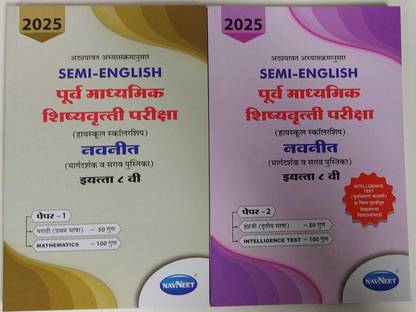 2025
अद्ययावत अभ्यासक्रमानुसार
SEMI-ENGLISH
पूर्व माध्यमिक
शिष्यवृत्ती परीक्षा
(हायस्कूल स्कॉलरशिप)
नवनीत
(मार्गदर्शक व सराव पुस्तिका)
इयत्ता ८ वी
पेपर -1
मराठी (प्रथम भाषा) - 50 गुण
MATHEMATICS - 100 गुण
NAVNEET
2025
अद्ययावत अभ्यासक्रमानुसार
SEMI-ENGLISH
पूर्व माध्यमिक
शिष्यवृत्ती परीक्षा
(हायस्कूल स्कॉलरशिप)
नवनीत
(मार्गदर्शक व सराव पुस्तिका)
इयत्ता ८ वी
INTELLIGENCE
TEST
पेपर -2
इंग्रजी (तृतीय भाषा) - 50 गुण
INTELLIGENCE TEST - 100 गुण
NAVNEET